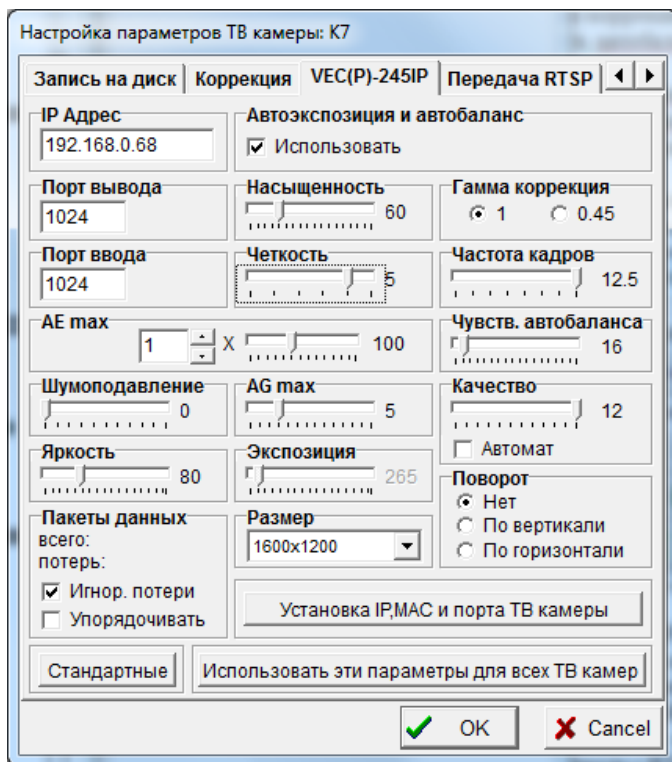 Настройка параметров ТВ камеры: К7
Запись на диск Коррекция VEC(P)-245IP Передача RTSP
IP Адрес
192.168.0.68
Автоэкспозиция и автобаланс
Использовать
Порт вывода
1024
Насыщенность
60
Гамма коррекция
1 0.45
Порт ввода
1024
Четкость
5
Частота кадров
12.5
AE max
1 X 100
Чувств. автобаланса
16
Шумоподавление
0
AG max
5
Качество
12
Автомат
Яркость
80
Экспозиция
265
Поворот
Нет
По вертикали
По горизонтали
Пакеты данных
всего:
потерь:
Игнор. потери
Упорядочивать
Размер
1600x1200
Установка IP,MAC и порта ТВ камеры
Стандартные Использовать эти параметры для всех ТВ камер
OK Cancel